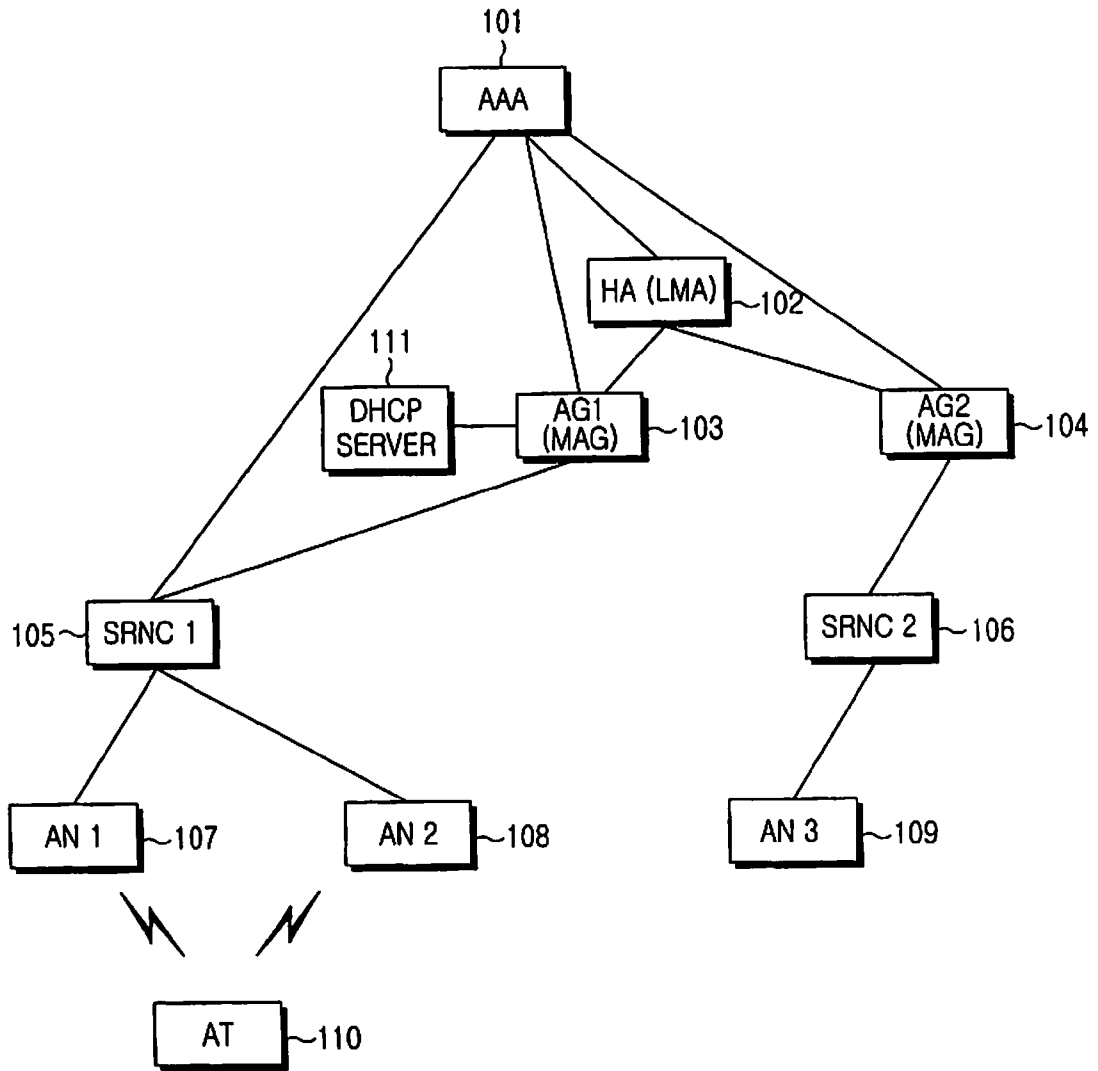 101
AAA
HA (LMA)
102
111
DHCP
SERVER
AG1
(MAG)
103
AG2
(MAG)
104
105
SRNC 1
SRNC 2
106
AN 1
107
AN 2
108
AN 3
109
AT
110